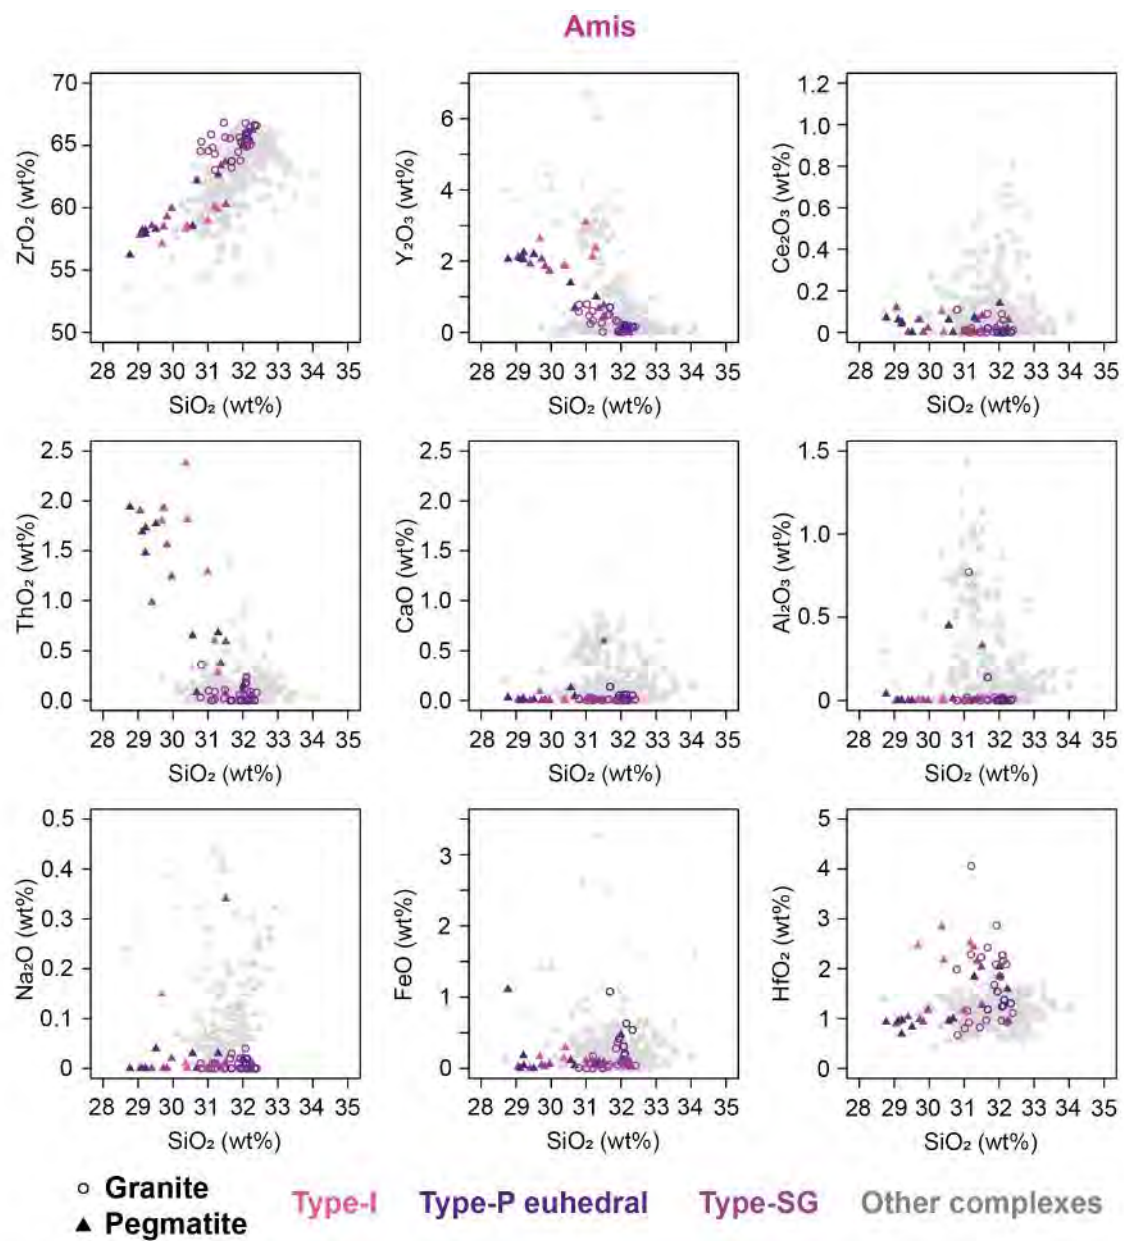 Amis
70
65
60
55
50
ZrO₂ (wt%)
28 29 30 31 32 33 34 35
SiO₂ (wt%)
6
4
2
0
Y₂O₃ (wt%)
28 29 30 31 32 33 34 35
SiO₂ (wt%)
1.2
1.0
0.8
0.6
0.4
0.2
0
Ce₂O₃ (wt%)
28 29 30 31 32 33 34 35
SiO₂ (wt%)
2.5
2.0
1.5
1.0
0.5
0.0
ThO₂ (wt%)
28 29 30 31 32 33 34 35
SiO₂ (wt%)
2.5
2.0
1.5
1.0
0.5
0.0
CaO (wt%)
28 29 30 31 32 33 34 35
SiO₂ (wt%)
1.5
1.0
0.5
0.0
Al₂O₃ (wt%)
28 29 30 31 32 33 34 35
SiO₂ (wt%)
0.5
0.4
0.3
0.2
0.1
0
Na₂O (wt%)
28 29 30 31 32 33 34 35
SiO₂ (wt%)
3
2
1
0
FeO (wt%)
28 29 30 31 32 33 34 35
SiO₂ (wt%)
5
4
3
2
1
0
HfO₂ (wt%)
28 29 30 31 32 33 34 35
SiO₂ (wt%)
Granite
Pegmatite
Type-I Type-P euhedral Type-SG Other complexes